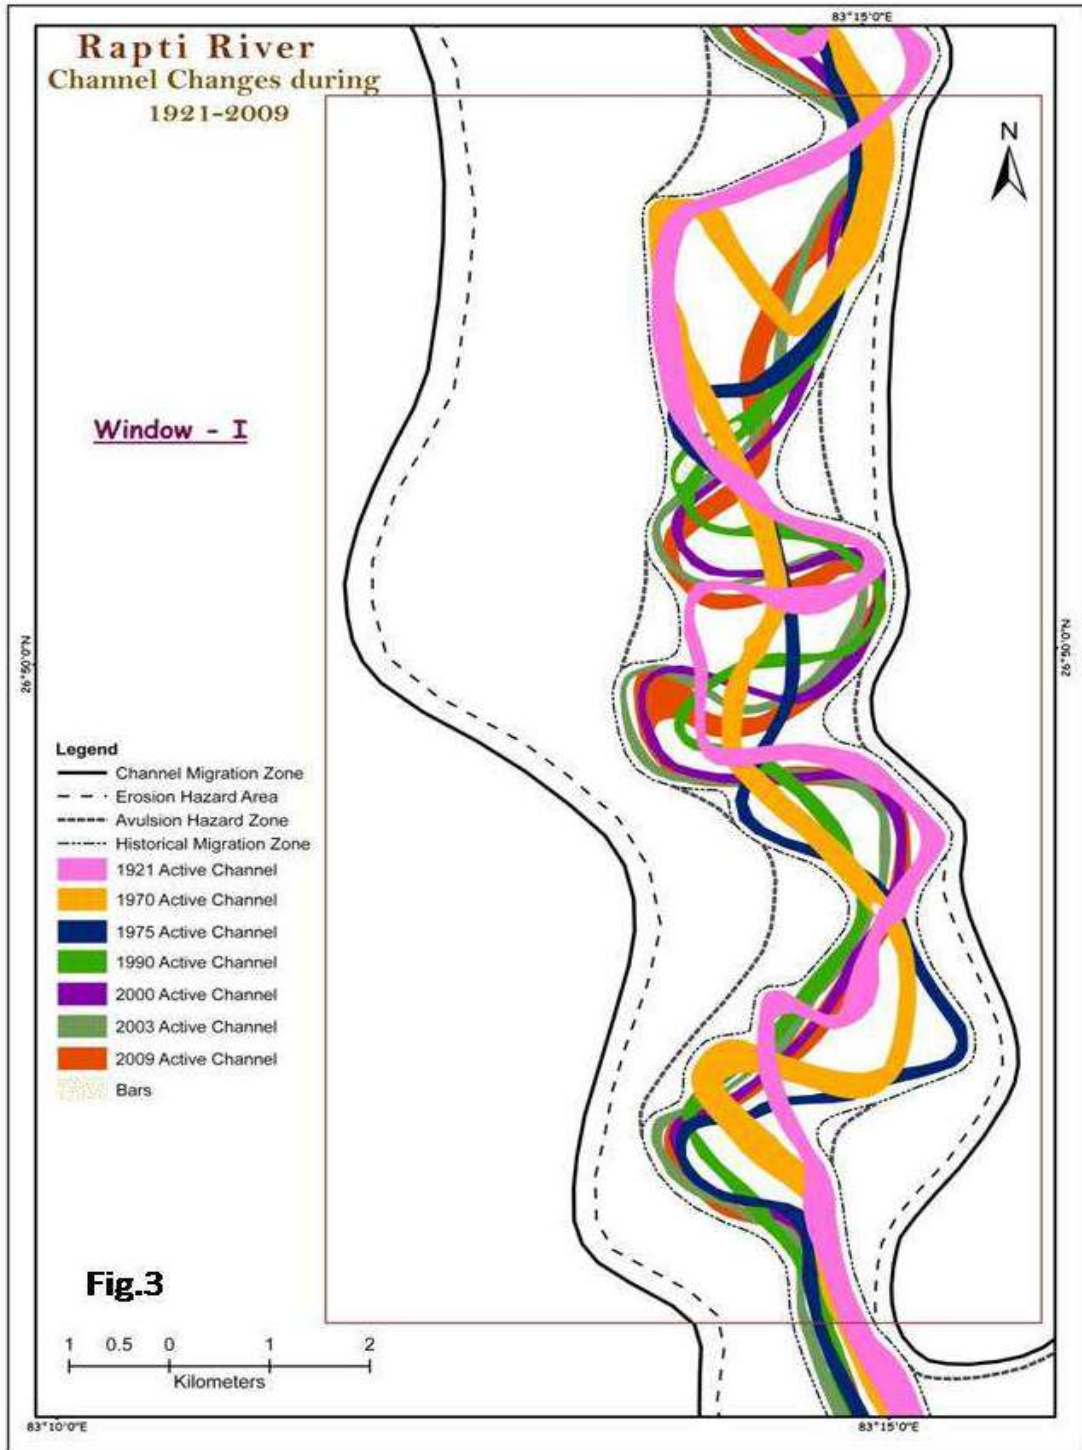 83°15'0"E
Rapti River
Channel Changes during
1921-2009
N
Window - I
26°50'0"N
26°50'0"N
Legend
Channel Migration Zone
Erosion Hazard Area
Avulsion Hazard Zone
Historical Migration Zone
1921 Active Channel
1970 Active Channel
1975 Active Channel
1990 Active Channel
2000 Active Channel
2003 Active Channel
2009 Active Channel
Bars
Fig.3
1 0.5 0 1 2
Kilometers
83°10'0"E
83°15'0"E